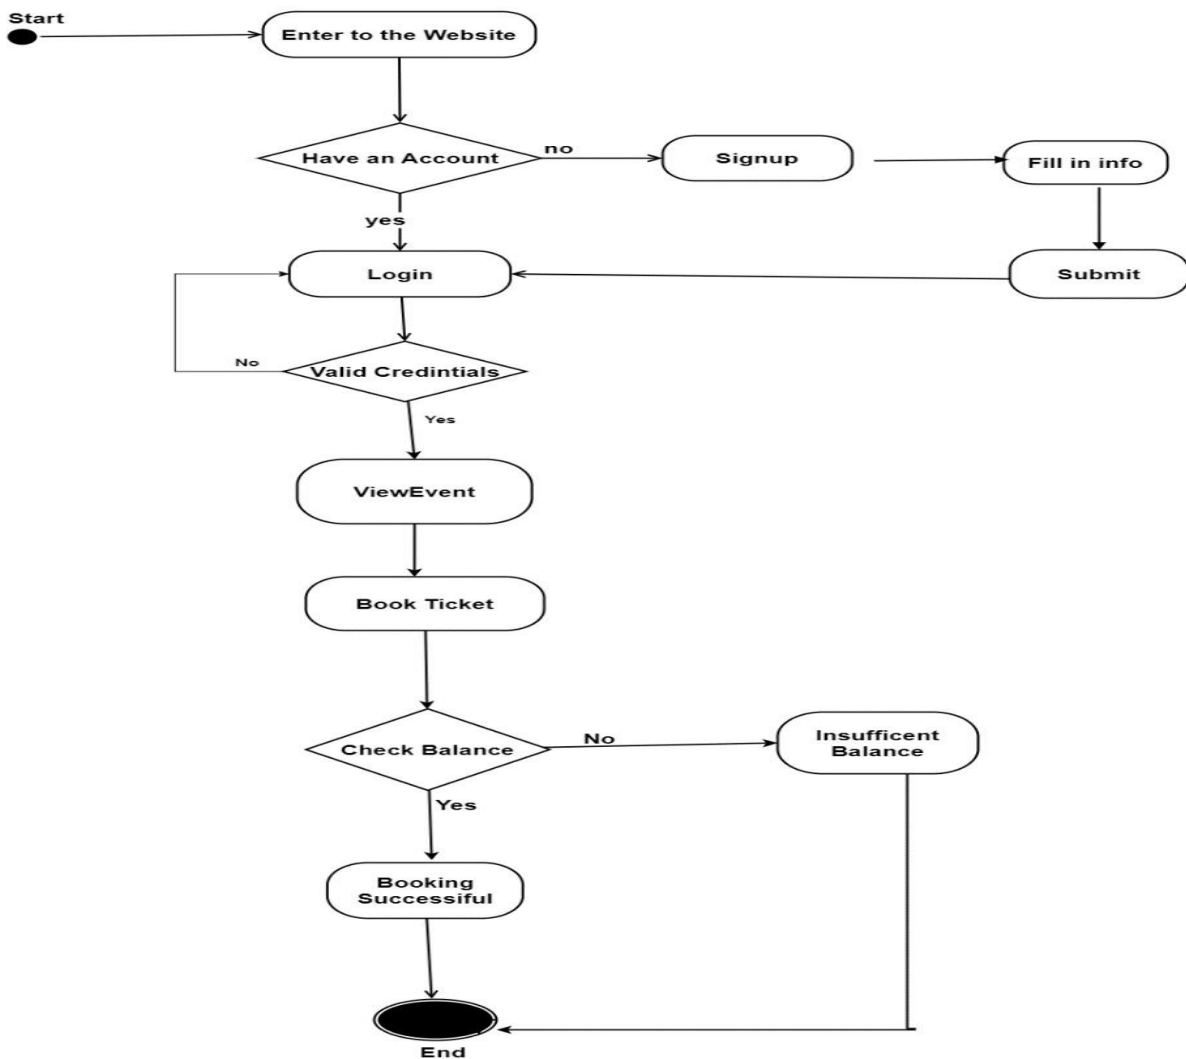 Start
Enter to the Website
Have an Account
no
Signup
Fill in info
yes
Login
Submit
No
Valid Credintials
Yes
ViewEvent
Book Ticket
Check Balance
No
Insufficent
Balance
Yes
Booking
Successiful
End